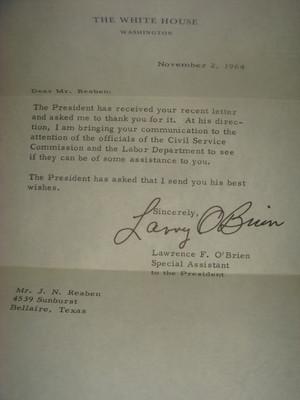 THE WHITE HOUSE
WASHINGTON
November 2, 1964
Dear Mr. Reaben:
The President has received your recent letter
and asked me to thank you for it. At his direc-
tion, I am bringing your communication to the
attention of the officials of the Civil Service
Commission and the Labor Department to see
if they can be of some assistance to you.
The President has asked that I send you his best
wishes.
Sincerely,
Larry O'Brien
Lawrence F. O'Brien
Special Assistant
to the President
Mr. J. N. Reaben
4539 Sunburst
Bellaire, Texas